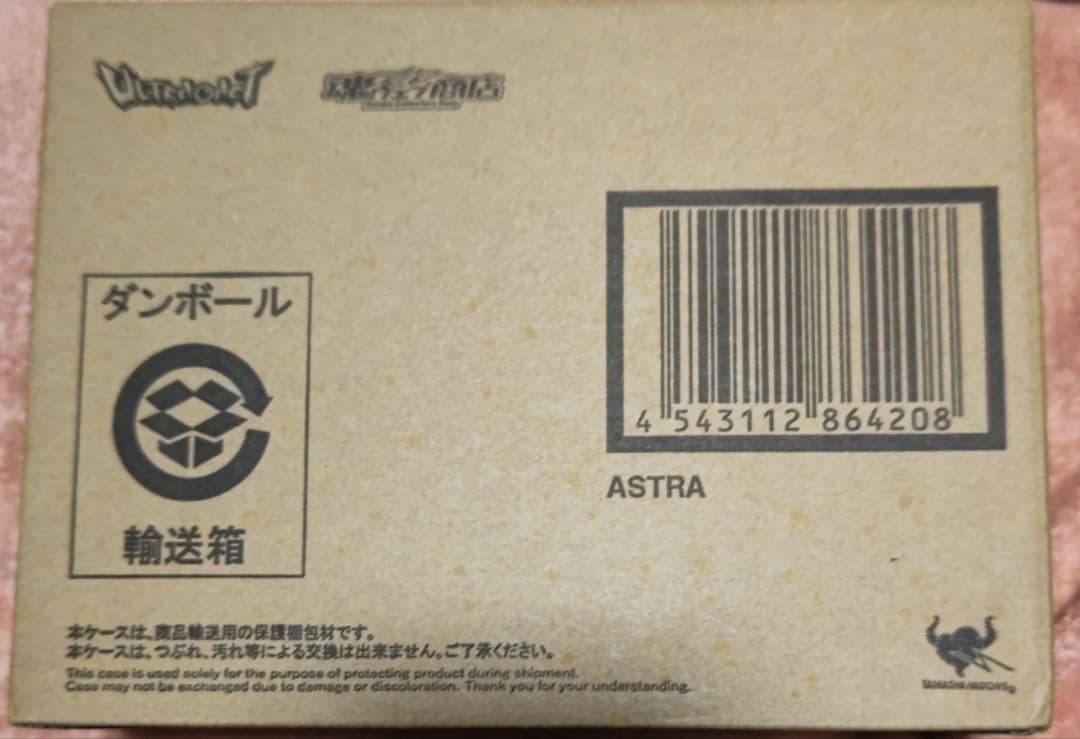 ULTRA-ACT
魂ウェブ商店
ダンボール
輸送箱
4 543112 864208
ASTRA
本ケースは、商品輸送用の保護梱包材です。
本ケースは、つぶれ、汚れ等による交換は出来ません。ご了承ください。
This case is used solely for the purpose of protecting product during shipment.
Case may not be exchanged due to damage or discoloration. Thank you for your understanding.
TAMASHII NATIONS